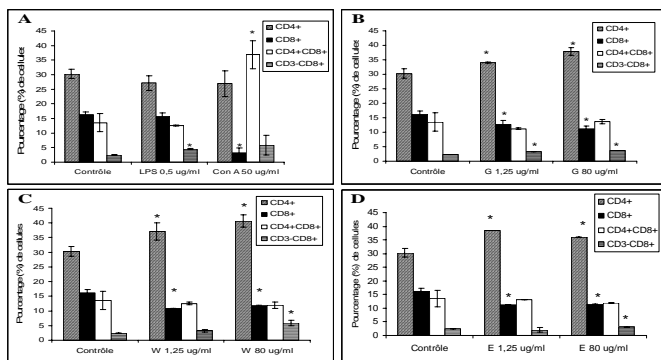 A
CD4+
CD8+
CD4+CD8+
CD3-CD8+
Pourcentage (%) de cellules
45
40
35
30
25
20
15
10
5
0
*
*
*
Contrôle
LPS 0,5 ug/ml
Con A 50 ug/ml
B
CD4+
CD8+
CD4+CD8+
CD3-CD8+
Pourcentage (%) de cellules
45
40
35
30
25
20
15
10
5
0
*
*
*
*
*
*
Contrôle
G 1,25 ug/ml
G 80 ug/ml
C
CD4+
CD8+
CD4+CD8+
CD3-CD8+
Pourcentage (%) de cellules
45
40
35
30
25
20
15
10
5
0
*
*
*
*
*
Contrôle
W 1,25 ug/ml
W 80 ug/ml
D
CD4+
CD8+
CD4+CD8+
CD3-CD8+
Pourcentage (%) de cellules
45
40
35
30
25
20
15
10
5
0
*
*
*
*
*
Contrôle
E 1,25 ug/ml
E 80 ug/ml